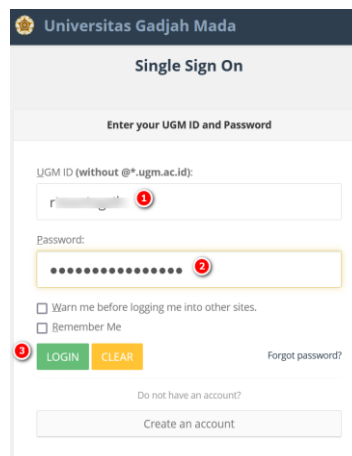 Universitas Gadjah Mada
Single Sign On
Enter your UGM ID and Password
UGM ID (without @*.ugm.ac.id):
1
Password:
●●●●●●●●●●●●●●●● 2
Warn me before logging me into other sites.
Remember Me
3 LOGIN CLEAR Forgot password?
Do not have an account?
Create an account